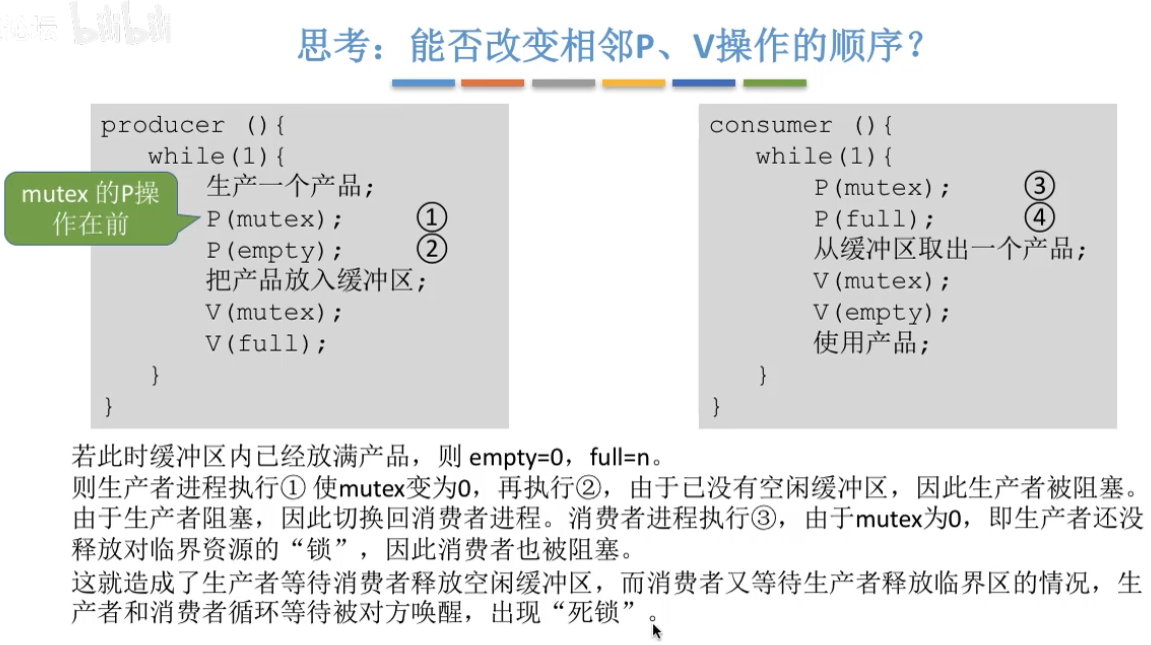 bilibili
思考：能否改变相邻P、V操作的顺序？
producer (){
while(1){
生产一个产品;
P(mutex); ①
P(empty); ②
把产品放入缓冲区;
V(mutex);
V(full);
}
}
mutex 的P操
作在前
consumer (){
while(1){
P(mutex); ③
P(full); ④
从缓冲区取出一个产品;
V(mutex);
V(empty);
使用产品;
}
}
若此时缓冲区内已经放满产品，则 empty=0，full=n。
则生产者进程执行① 使mutex变为0，再执行②，由于已没有空闲缓冲区，因此生产者被阻塞。
由于生产者阻塞，因此切换回消费者进程。消费者进程执行③，由于mutex为0，即生产者还没
释放对临界资源的“锁”，因此消费者也被阻塞。
这就造成了生产者等待消费者释放空闲缓冲区，而消费者又等待生产者释放临界区的情况，生
产者和消费者循环等待被对方唤醒，出现“死锁”。